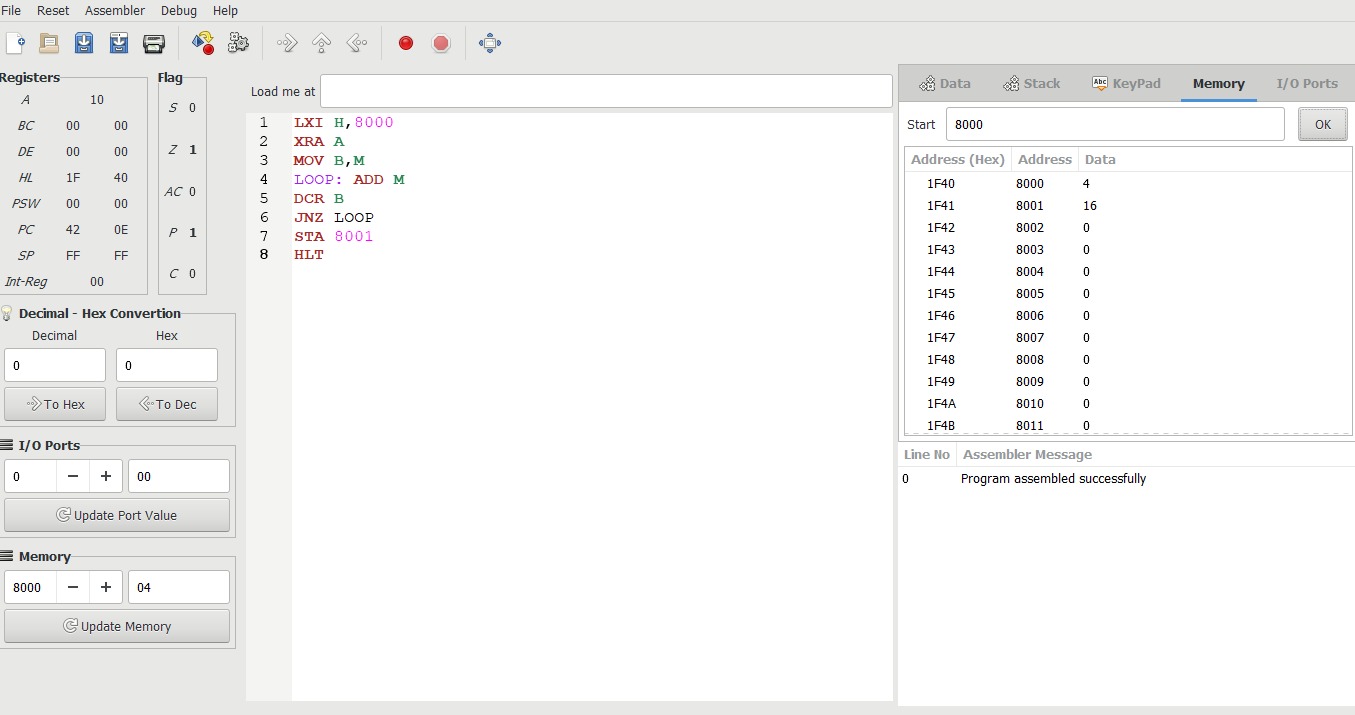 File Reset Assembler Debug Help
Registers
A 10
BC 00 00
DE 00 00
HL 1F 40
PSW 00 00
PC 42 0E
SP FF FF
Int-Reg 00
Flag
S 0
Z 1
AC 0
P 1
C 0
Decimal - Hex Convertion
Decimal Hex
0 0
To Hex To Dec
I/O Ports
0 − + 00
Update Port Value
Memory
8000 − + 04
Update Memory
Load me at
1 LXI H,8000
2 XRA A
3 MOV B,M
4 LOOP: ADD M
5 DCR B
6 JNZ LOOP
7 STA 8001
8 HLT
Data Stack Abc KeyPad Memory I/O Ports
Start 8000 OK
Address (Hex) Address Data
1F40 8000 4
1F41 8001 16
1F42 8002 0
1F43 8003 0
1F44 8004 0
1F45 8005 0
1F46 8006 0
1F47 8007 0
1F48 8008 0
1F49 8009 0
1F4A 8010 0
1F4B 8011 0
Line No Assembler Message
0 Program assembled successfully